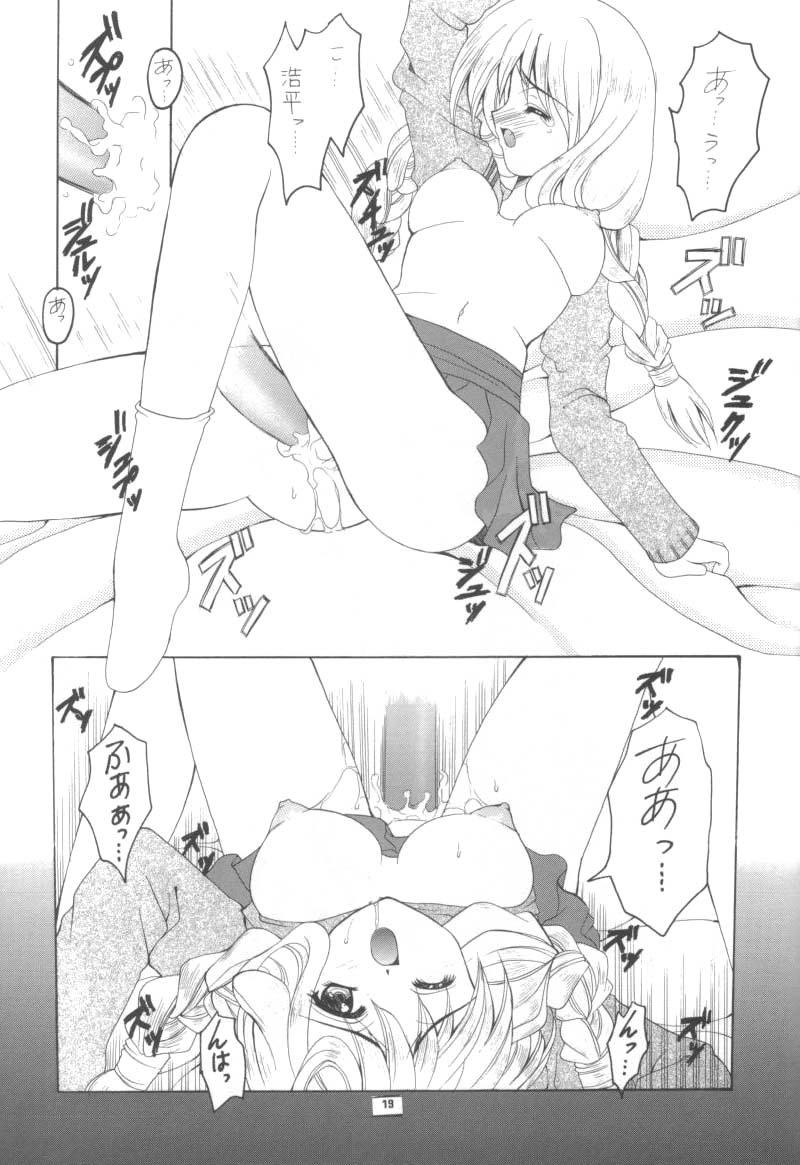 あっ…うっ…
こ…
浩平っ…
あっ…
あっ
ズポッ
ジュルッ
ズチュッ
ズッ
ジュクッ
ジュプッ
ズッ
ジュッ
ズッ
ズッ
ズッ
ああっ…
ふああっ…
ズッ
ズッ
ズッ
ズッ
んっ…
んはっ
19